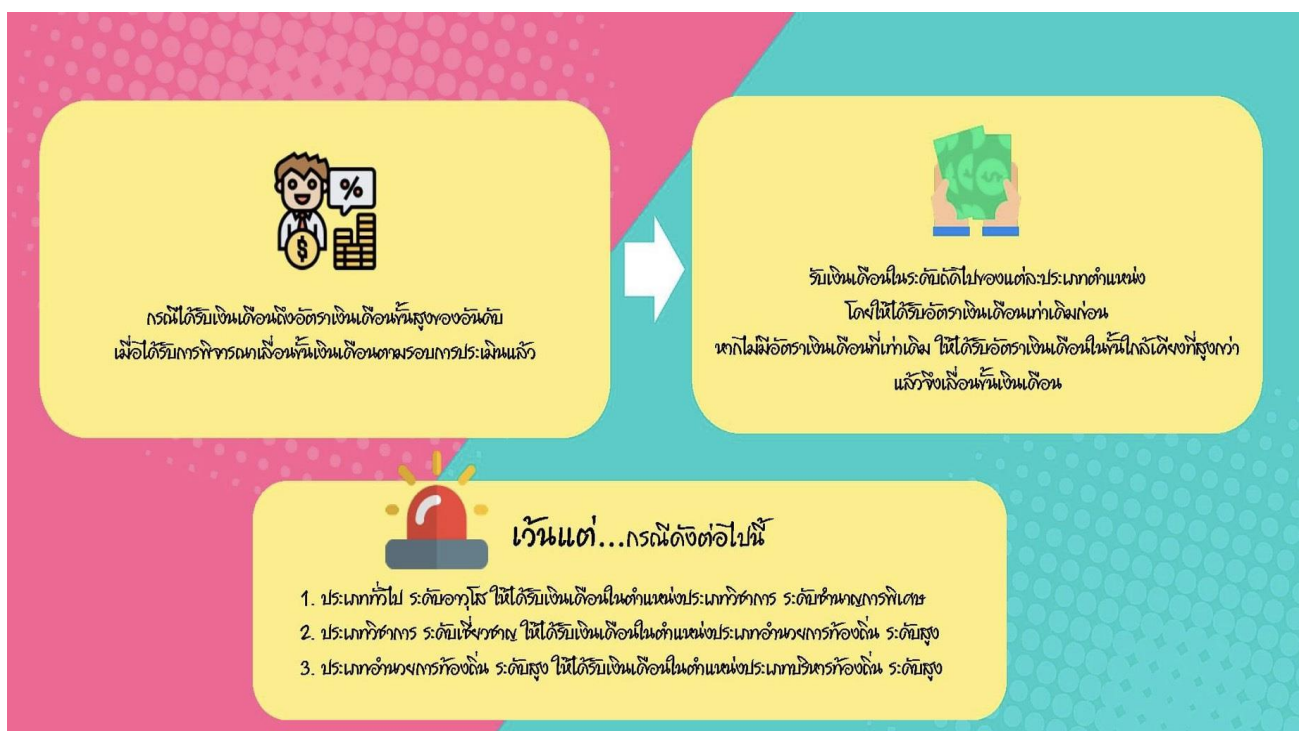 %
$
กรณีได้รับเงินเดือนถึงอัตราเงินเดือนขั้นสูงของอันดับ
เมื่อได้รับการพิจารณาเลื่อนขั้นเงินเดือนตามรอบการประเมินแล้ว
รับเงินเดือนในระดับถัดไปของแต่ละประเภทตำแหน่ง
โดยให้ได้รับอัตราเงินเดือนเท่าเดิมก่อน
หากไม่มีอัตราเงินเดือนที่เท่าเดิม ให้ได้รับอัตราเงินเดือนในขั้นใกล้เคียงที่สูงกว่า
แล้วจึงเลื่อนขั้นเงินเดือน
เว้นแต่...กรณีดังต่อไปนี้
1. ประเภททั่วไป ระดับอาวุโส ให้ได้รับเงินเดือนในตำแหน่งประเภทวิชาการ ระดับชำนาญการพิเศษ
2. ประเภทวิชาการ ระดับเชี่ยวชาญ ให้ได้รับเงินเดือนในตำแหน่งประเภทอำนวยการท้องถิ่น ระดับสูง
3. ประเภทอำนวยการท้องถิ่น ระดับสูง ให้ได้รับเงินเดือนในตำแหน่งประเภทบริหารท้องถิ่น ระดับสูง